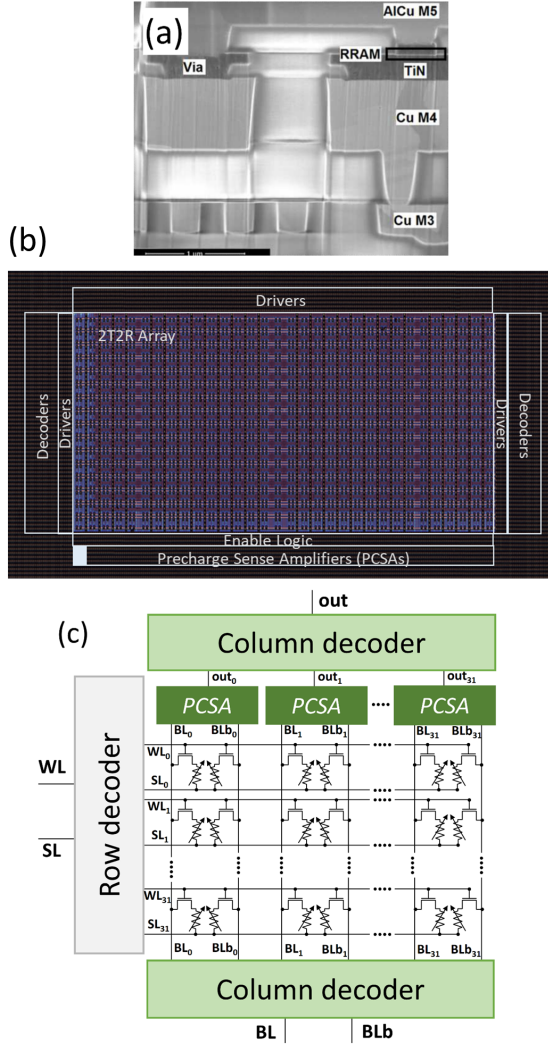 (a)
AlCu M5
RRAM
Via
TiN
Cu M4
Cu M3
1 µm
(b)
Drivers
2T2R Array
Decoders
Drivers
Drivers
Decoders
Enable Logic
Precharge Sense Amplifiers (PCSAs)
(c)
out
Column decoder
out0 out1 out31
PCSA PCSA PCSA
BL0 BLb0 BL1 BLb1 BL31 BLb31
Row decoder
WL
SL
WL0
SL0
WL1
SL1
WL31
SL31
BL0 BLb0 BL1 BLb1 BL31 BLb31
Column decoder
BL BLb